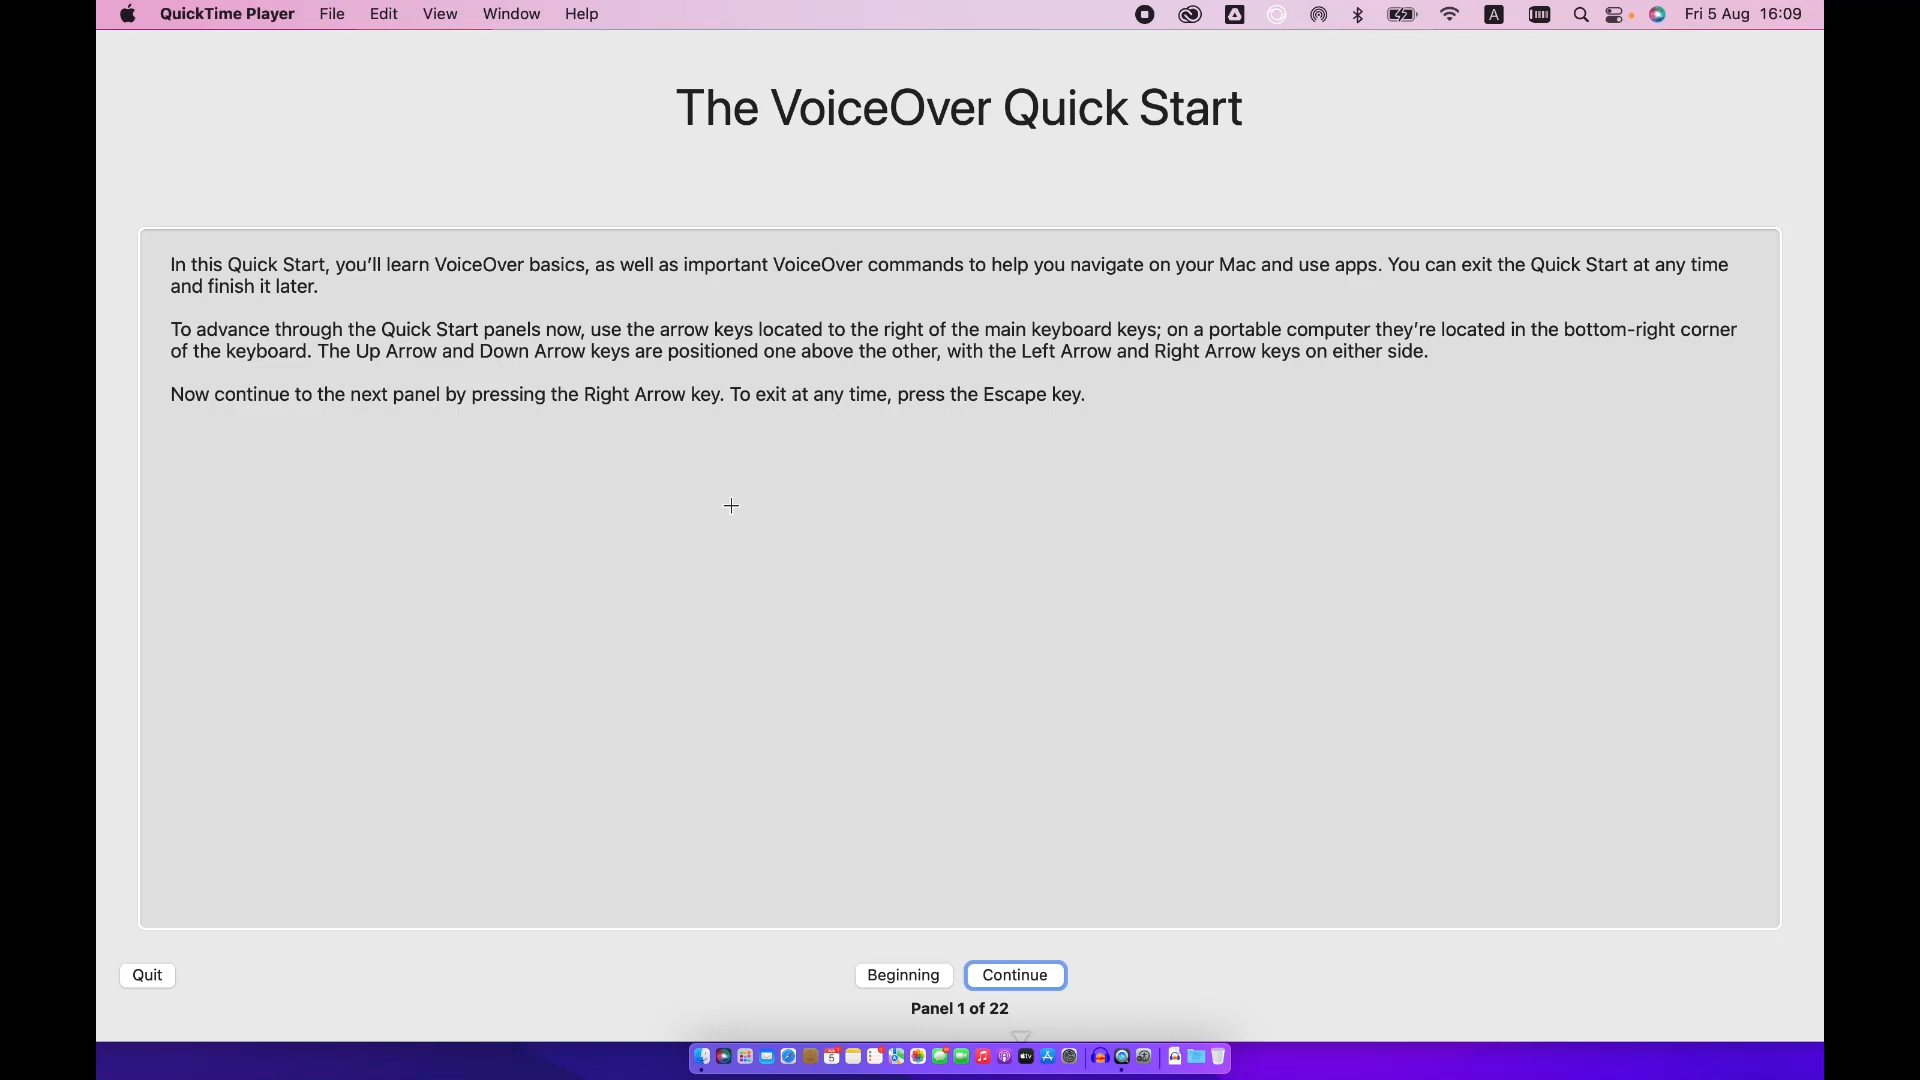 QuickTime Player File Edit View Window Help A Fri 5 Aug 16:09
The VoiceOver Quick Start
In this Quick Start, you’ll learn VoiceOver basics, as well as important VoiceOver commands to help you navigate on your Mac and use apps. You can exit the Quick Start at any time
and finish it later.
To advance through the Quick Start panels now, use the arrow keys located to the right of the main keyboard keys; on a portable computer they’re located in the bottom-right corner
of the keyboard. The Up Arrow and Down Arrow keys are positioned one above the other, with the Left Arrow and Right Arrow keys on either side.
Now continue to the next panel by pressing the Right Arrow key. To exit at any time, press the Escape key.
Quit Beginning Continue
Panel 1 of 22
5 tv